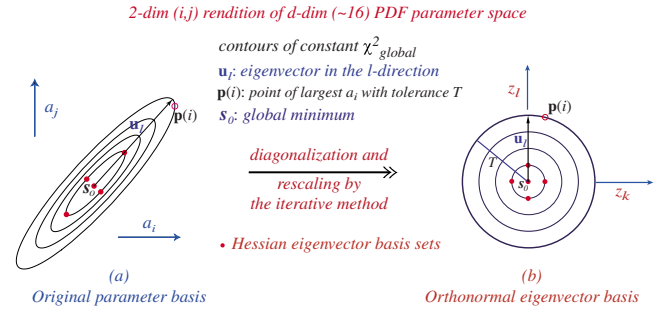 2-dim (i,j) rendition of d-dim (~16) PDF parameter space
contours of constant χ²global
u_l: eigenvector in the l-direction
p(i): point of largest a_i with tolerance T
s_0: global minimum
a_j
u_l
p(i)
s_o
a_i
(a)
Original parameter basis
diagonalization and
rescaling by
the iterative method
• Hessian eigenvector basis sets
z_l
p(i)
u_l
T
s_0
z_k
(b)
Orthonormal eigenvector basis